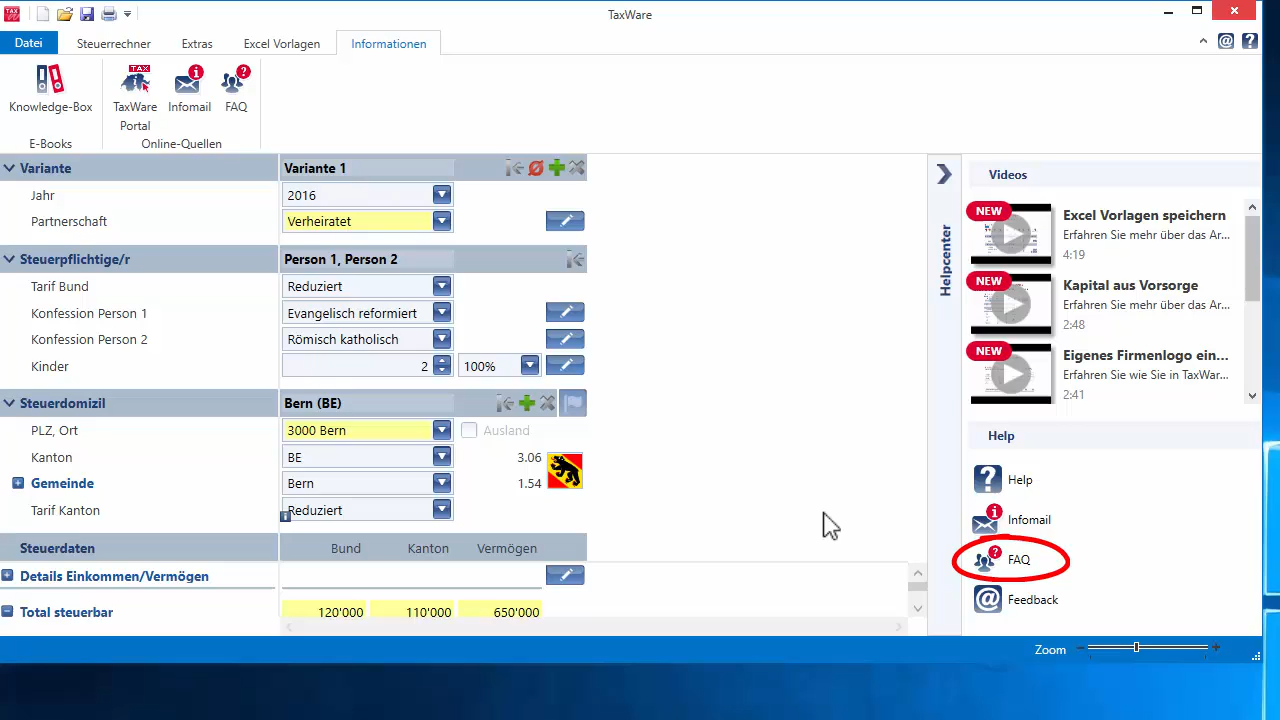 TAX
TaxWare
Datei Steuerrechner Extras Excel Vorlagen Informationen
TAX
Knowledge-Box TaxWare Portal Infomail FAQ
E-Books Online-Quellen
Variante Variante 1
Jahr 2016
Partnerschaft Verheiratet
Steuerpflichtige/r Person 1, Person 2
Tarif Bund Reduziert
Konfession Person 1 Evangelisch reformiert
Konfession Person 2 Römisch katholisch
Kinder 2 100%
Steuerdomizil Bern (BE)
PLZ, Ort 3000 Bern Ausland
Kanton BE 3.06
Gemeinde Bern 1.54
Tarif Kanton Reduziert
Steuerdaten Bund Kanton Vermögen
Details Einkommen/Vermögen
Total steuerbar 120'000 110'000 650'000
Helpcenter
Videos
NEW Excel Vorlagen speichern
Erfahren Sie mehr über das Ar...
4:19
NEW Kapital aus Vorsorge
Erfahren Sie mehr über das Ar...
2:48
NEW Eigenes Firmenlogo ein...
Erfahren Sie wie Sie in TaxWar...
2:41
Help
Help
Infomail
FAQ
Feedback
Zoom